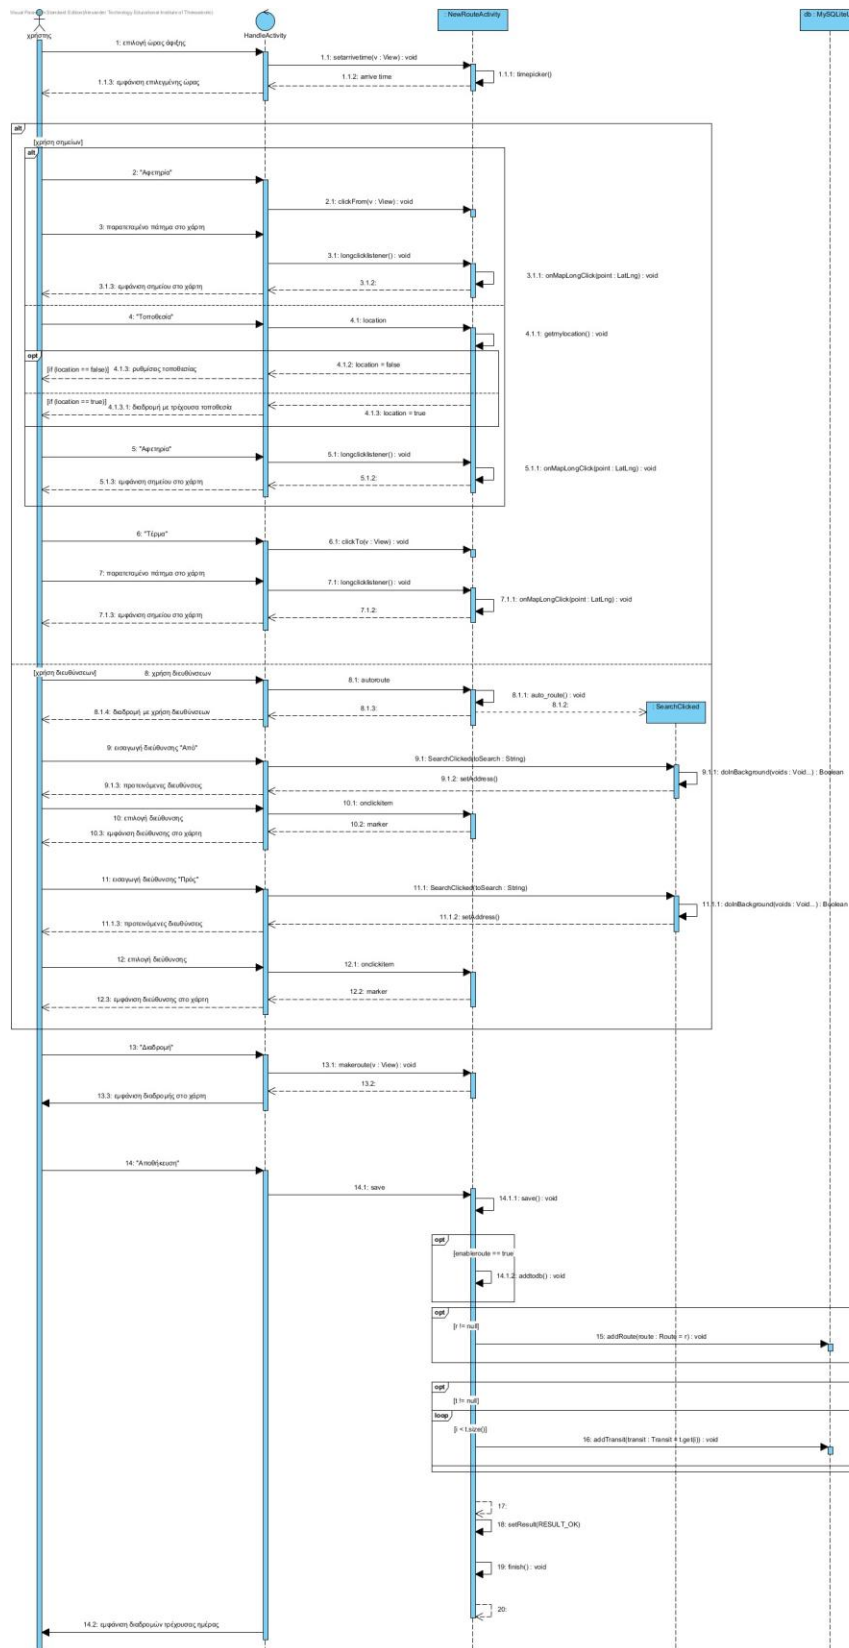 Visual Paradigm Standard Edition(Alexander Technology Educational Institute of Thessaloniki)
χρήστης
HandleActivity
: NewRouteActivity
db : MySQLite
1: επιλογή ώρας άφιξης
1.1: setarrivetime(v : View) : void
1.1.1: timepicker()
1.1.2: arrive time
1.1.3: εμφάνιση επιλεγμένης ώρας
alt
[χρήση σημείων]
alt
2: "Αφετηρία"
2.1: clickFrom(v : View) : void
3: παρατεταμένο πάτημα στο χάρτη
3.1: longclicklistener() : void
3.1.1: onMapLongClick(point : LatLng) : void
3.1.2:
3.1.3: εμφάνιση σημείου στο χάρτη
4: "Τοποθεσία"
4.1: location
4.1.1: getmylocation() : void
opt
[if (location == false)]
4.1.3: ρυθμίσεις τοποθεσίας
4.1.2: location = false
[if (location == true)]
4.1.3.1: διαδρομή με τρέχουσα τοποθεσία
4.1.3: location = true
5: "Αφετηρία"
5.1: longclicklistener() : void
5.1.1: onMapLongClick(point : LatLng) : void
5.1.2:
5.1.3: εμφάνιση σημείου στο χάρτη
6: "Τέρμα"
6.1: clickTo(v : View) : void
7: παρατεταμένο πάτημα στο χάρτη
7.1: longclicklistener() : void
7.1.1: onMapLongClick(point : LatLng) : void
7.1.2:
7.1.3: εμφάνιση σημείου στο χάρτη
[χρήση διευθύνσεων]
8: χρήση διευθύνσεων
8.1: autoroute
8.1.1: auto_route() : void
8.1.2:
: SearchClicked
8.1.3:
8.1.4: διαδρομή με χρήση διευθύνσεων
9: εισαγωγή διεύθυνσης "Από"
9.1: SearchClicked(toSearch : String)
9.1.1: doInBackground(voids : Void...) : Boolean
9.1.2: setAddress()
9.1.3: προτεινόμενες διευθύνσεις
10.1: onclickitem
10: επιλογή διεύθυνσης
10.2: marker
10.3: εμφάνιση διεύθυνσης στο χάρτη
11: εισαγωγή διεύθυνσης "Πρός"
11.1: SearchClicked(toSearch : String)
11.1.1: doInBackground(voids : Void...) : Boolean
11.1.2: setAddress()
11.1.3: προτεινόμενες διευθύνσεις
12: επιλογή διεύθυνσης
12.1: onclickitem
12.2: marker
12.3: εμφάνιση διεύθυνσης στο χάρτη
13: "Διαδρομή"
13.1: makeroute(v : View) : void
13.2:
13.3: εμφάνιση διαδρομής στο χάρτη
14: "Αποθήκευση"
14.1: save
14.1.1: save() : void
opt
[enableroute == true
14.1.2: addtodb() : void
opt
[r != null]
15: addRoute(route : Route = r) : void
opt
[t != null]
loop
[i < t.size()]
16: addTransit(transit : Transit = t.get(i)) : void
17:
18: setResult(RESULT_OK)
19: finish() : void
20:
14.2: εμφάνιση διαδρομών τρέχουσας ημέρας